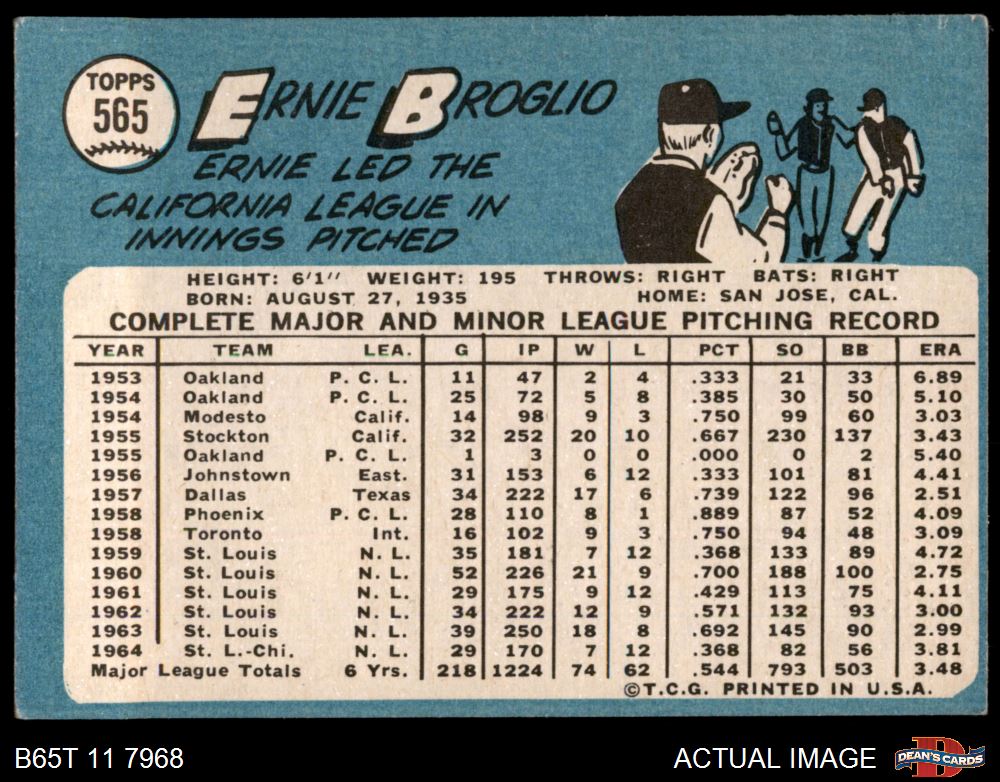 TOPPS
565
ERNIE BROGLIO
ERNIE LED THE
CALIFORNIA LEAGUE IN
INNINGS PITCHED
HEIGHT: 6'1" WEIGHT: 195 THROWS: RIGHT BATS: RIGHT
BORN: AUGUST 27, 1935 HOME: SAN JOSE, CAL.
COMPLETE MAJOR AND MINOR LEAGUE PITCHING RECORD
YEAR TEAM LEA. G IP W L PCT SO BB ERA
1953 Oakland P. C. L. 11 47 2 4 .333 21 33 6.89
1954 Oakland P. C. L. 25 72 5 8 .385 30 50 5.10
1954 Modesto Calif. 14 98 9 3 .750 99 60 3.03
1955 Stockton Calif. 32 252 20 10 .667 230 137 3.43
1955 Oakland P. C. L. 1 3 0 0 .000 0 2 5.40
1956 Johnstown East. 31 153 6 12 .333 101 81 4.41
1957 Dallas Texas 34 222 17 6 .739 122 96 2.51
1958 Phoenix P. C. L. 28 110 8 1 .889 87 52 4.09
1958 Toronto Int. 16 102 9 3 .750 94 48 3.09
1959 St. Louis N. L. 35 181 7 12 .368 133 89 4.72
1960 St. Louis N. L. 52 226 21 9 .700 188 100 2.75
1961 St. Louis N. L. 29 175 9 12 .429 113 75 4.11
1962 St. Louis N. L. 34 222 12 9 .571 132 93 3.00
1963 St. Louis N. L. 39 250 18 8 .692 145 90 2.99
1964 St. L.-Chi. N. L. 29 170 7 12 .368 82 56 3.81
Major League Totals 6 Yrs. 218 1224 74 62 .544 793 503 3.48
©T.C.G. PRINTED IN U.S.A.
B65T 11 7968 ACTUAL IMAGE
D
DEAN'S CARDS